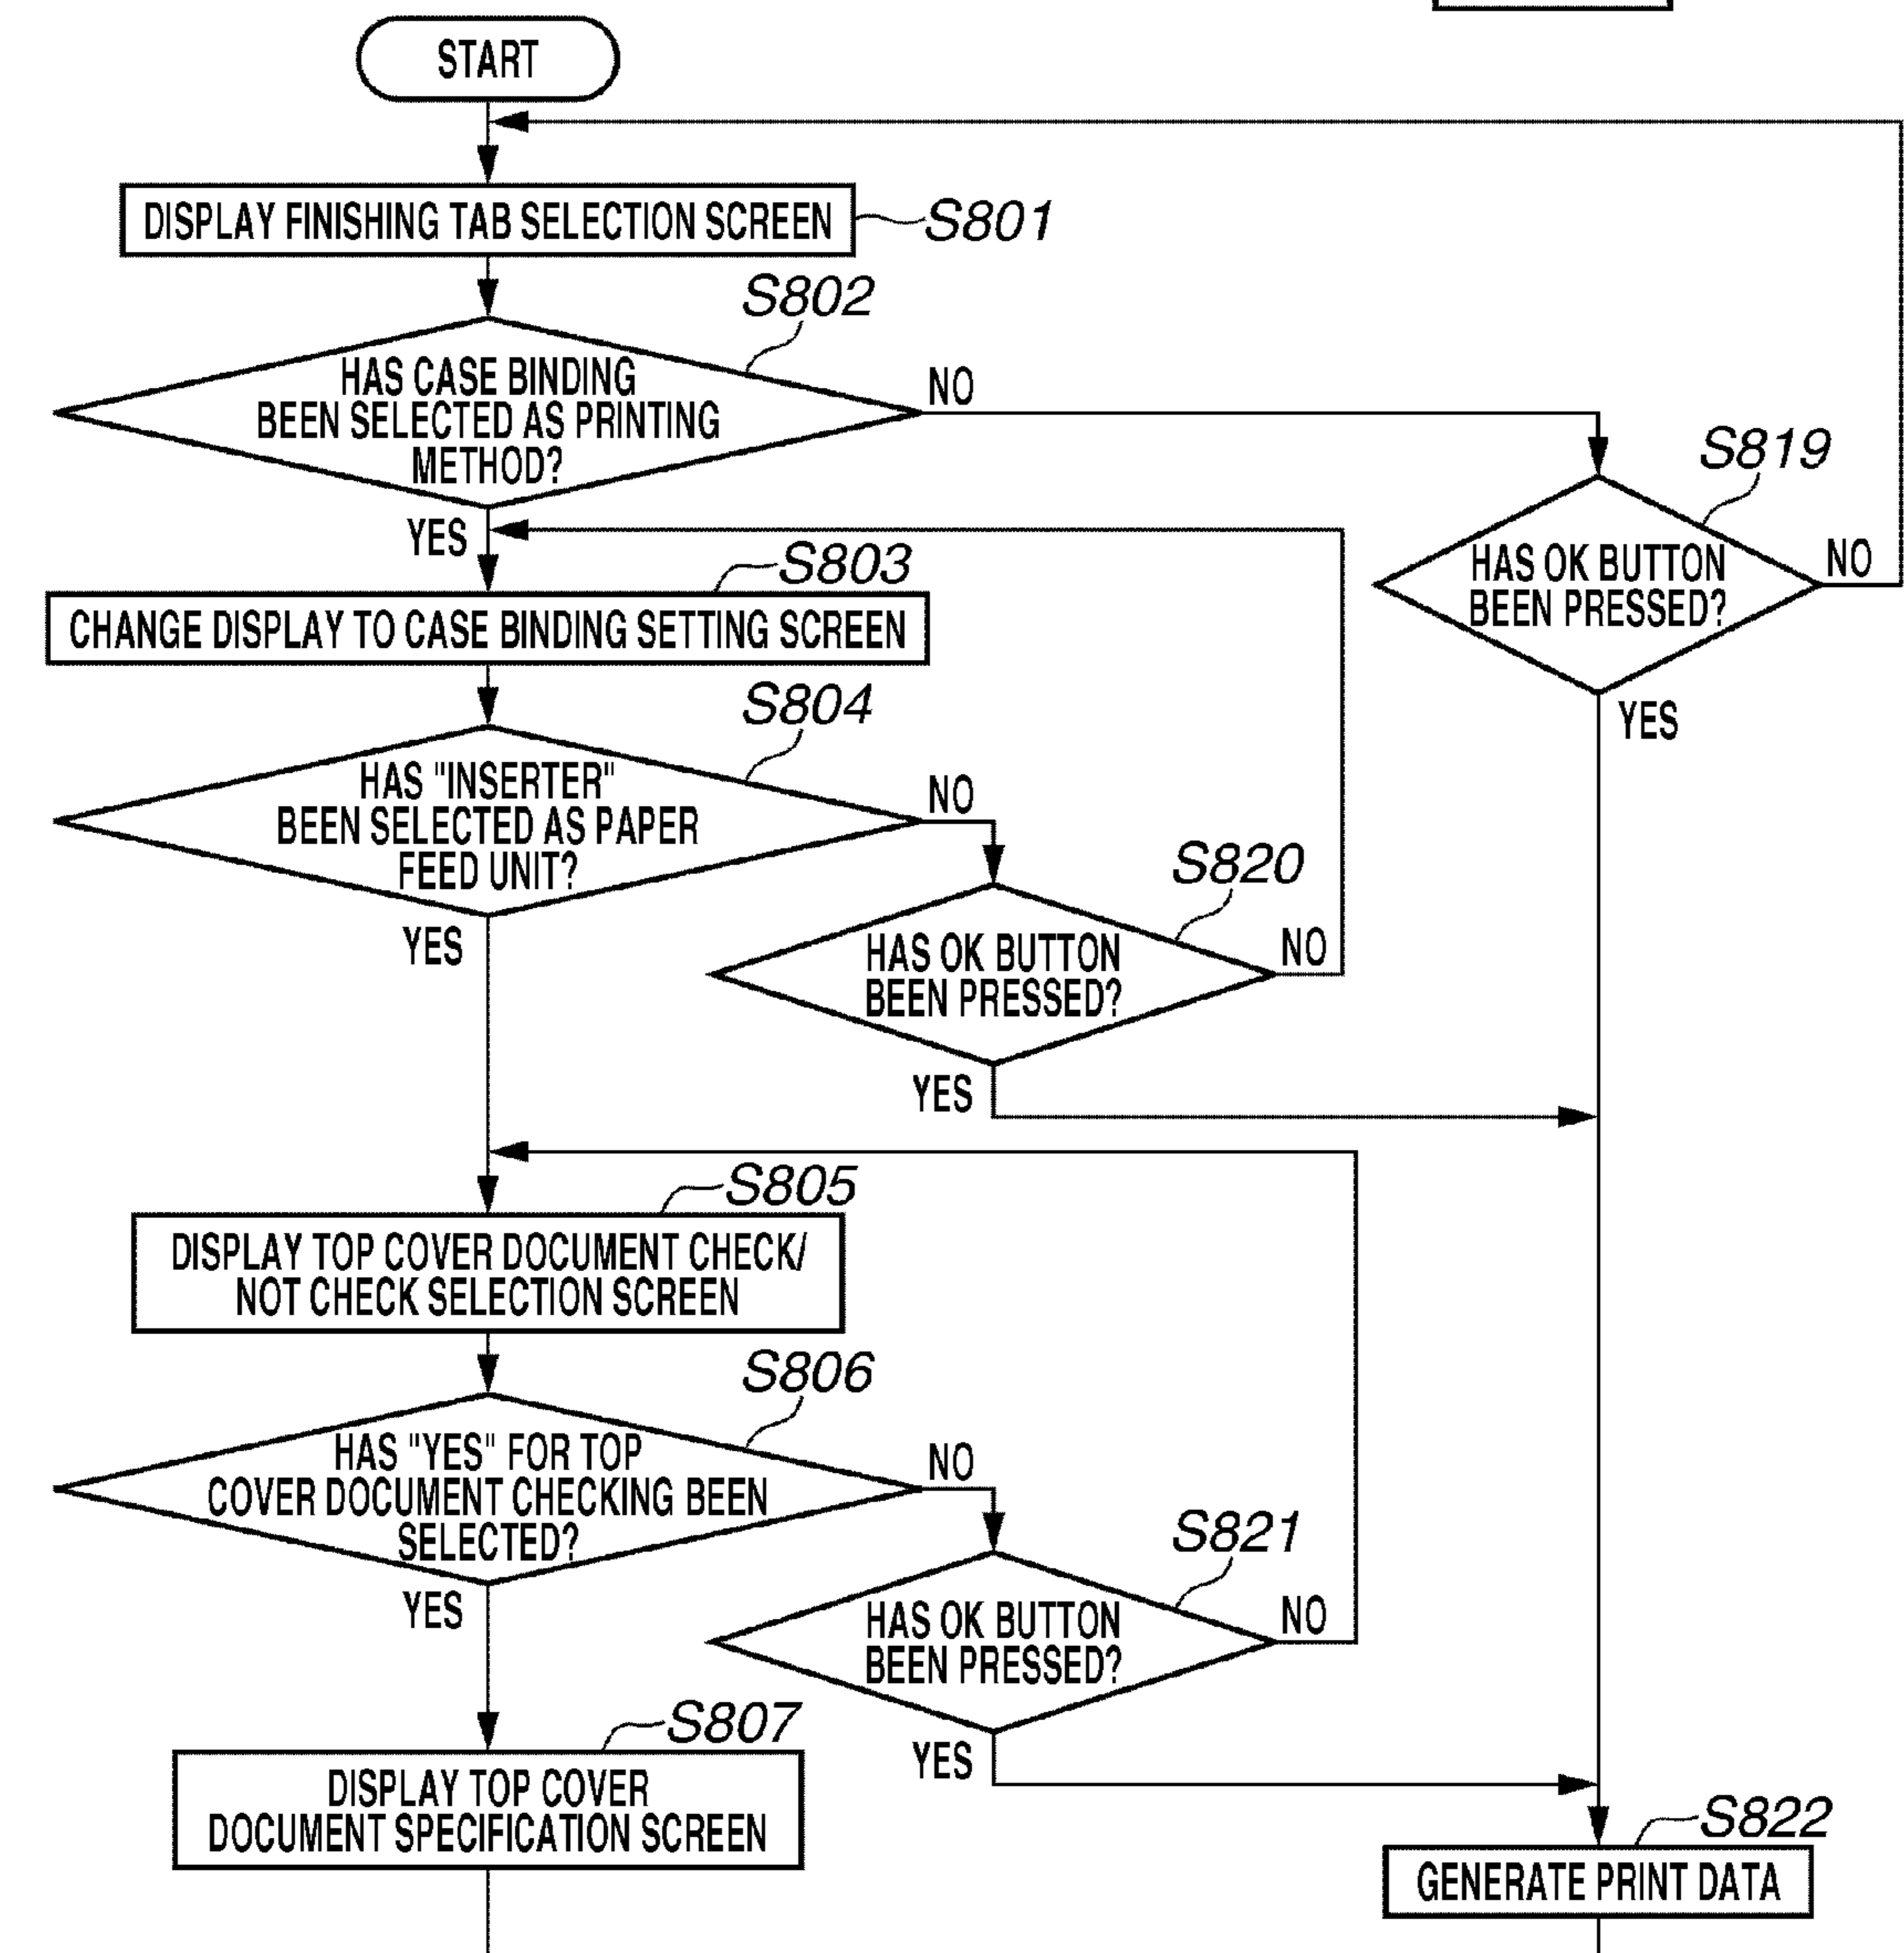 START
DISPLAY FINISHING TAB SELECTION SCREEN
S801
S802
HAS CASE BINDING
BEEN SELECTED AS PRINTING
METHOD?
NO
YES
S819
HAS OK BUTTON
BEEN PRESSED?
NO
YES
S803
CHANGE DISPLAY TO CASE BINDING SETTING SCREEN
S804
HAS "INSERTER"
BEEN SELECTED AS PAPER
FEED UNIT?
NO
YES
S820
HAS OK BUTTON
BEEN PRESSED?
NO
YES
S805
DISPLAY TOP COVER DOCUMENT CHECK/
NOT CHECK SELECTION SCREEN
S806
HAS "YES" FOR TOP
COVER DOCUMENT CHECKING BEEN
SELECTED?
NO
YES
S821
HAS OK BUTTON
BEEN PRESSED?
NO
YES
S807
DISPLAY TOP COVER
DOCUMENT SPECIFICATION SCREEN
S822
GENERATE PRINT DATA